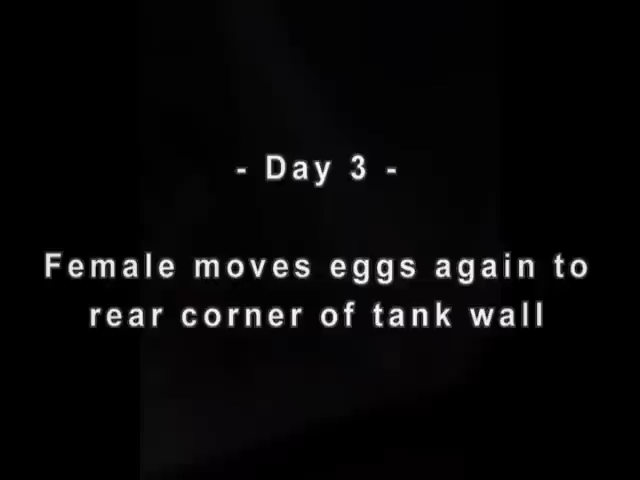 - Day 3 -
Female moves eggs again to
rear corner of tank wall